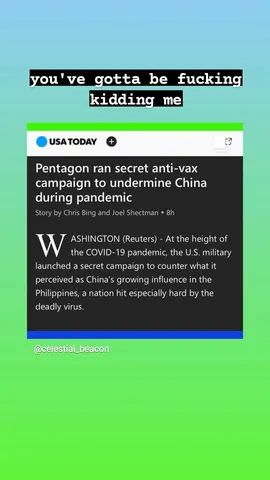 you've gotta be fucking
kidding me
USA TODAY
Pentagon ran secret anti-vax
campaign to undermine China
during pandemic
Story by Chris Bing and Joel Shectman • 8h
WASHINGTON (Reuters) - At the height of
the COVID-19 pandemic, the U.S. military
launched a secret campaign to counter what it
perceived as China's growing influence in the
Philippines, a nation hit especially hard by the
deadly virus.
@celestial_beacon